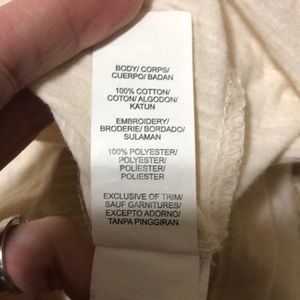 BODY/ CORPS/
CUERPO/ BADAN
100% COTTON/
COTON/ ALGODON/
KATUN
EMBROIDERY/
BRODERIE/ BORDADO/
SULAMAN
100% POLYESTER/
POLYESTER/
POLIESTER/
POLIESTER
EXCLUSIVE OF TRIM/
SAUF GARNITURES/
EXCEPTO ADORNO/
TANPA PINGGIRAN